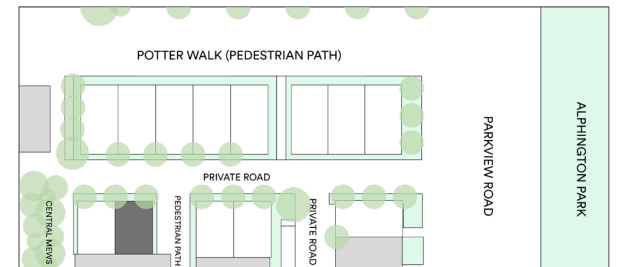 POTTER WALK (PEDESTRIAN PATH)
PARKVIEW ROAD
ALPHINGTON PARK
PRIVATE ROAD
CENTRAL MEWS
PEDESTRIAN PATH
PRIVATE ROAD